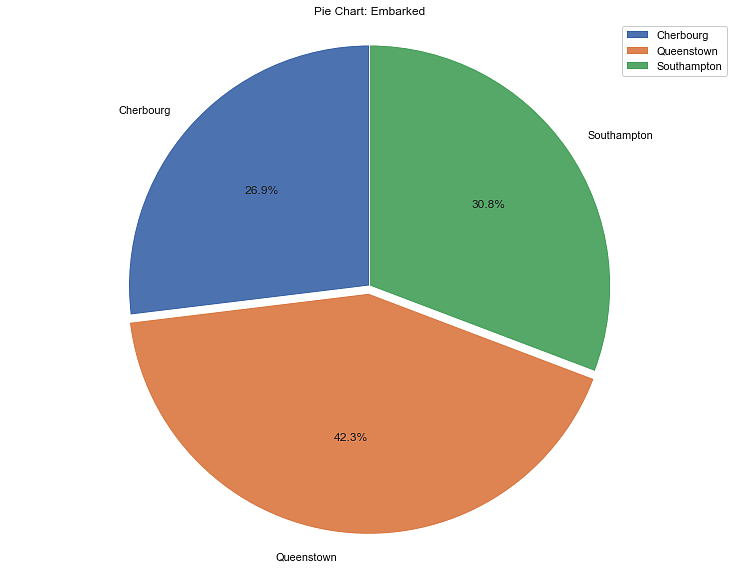 Pie Chart: Embarked
Cherbourg
Queenstown
Southampton
Cherbourg
Southampton
26.9%
30.8%
42.3%
Queenstown